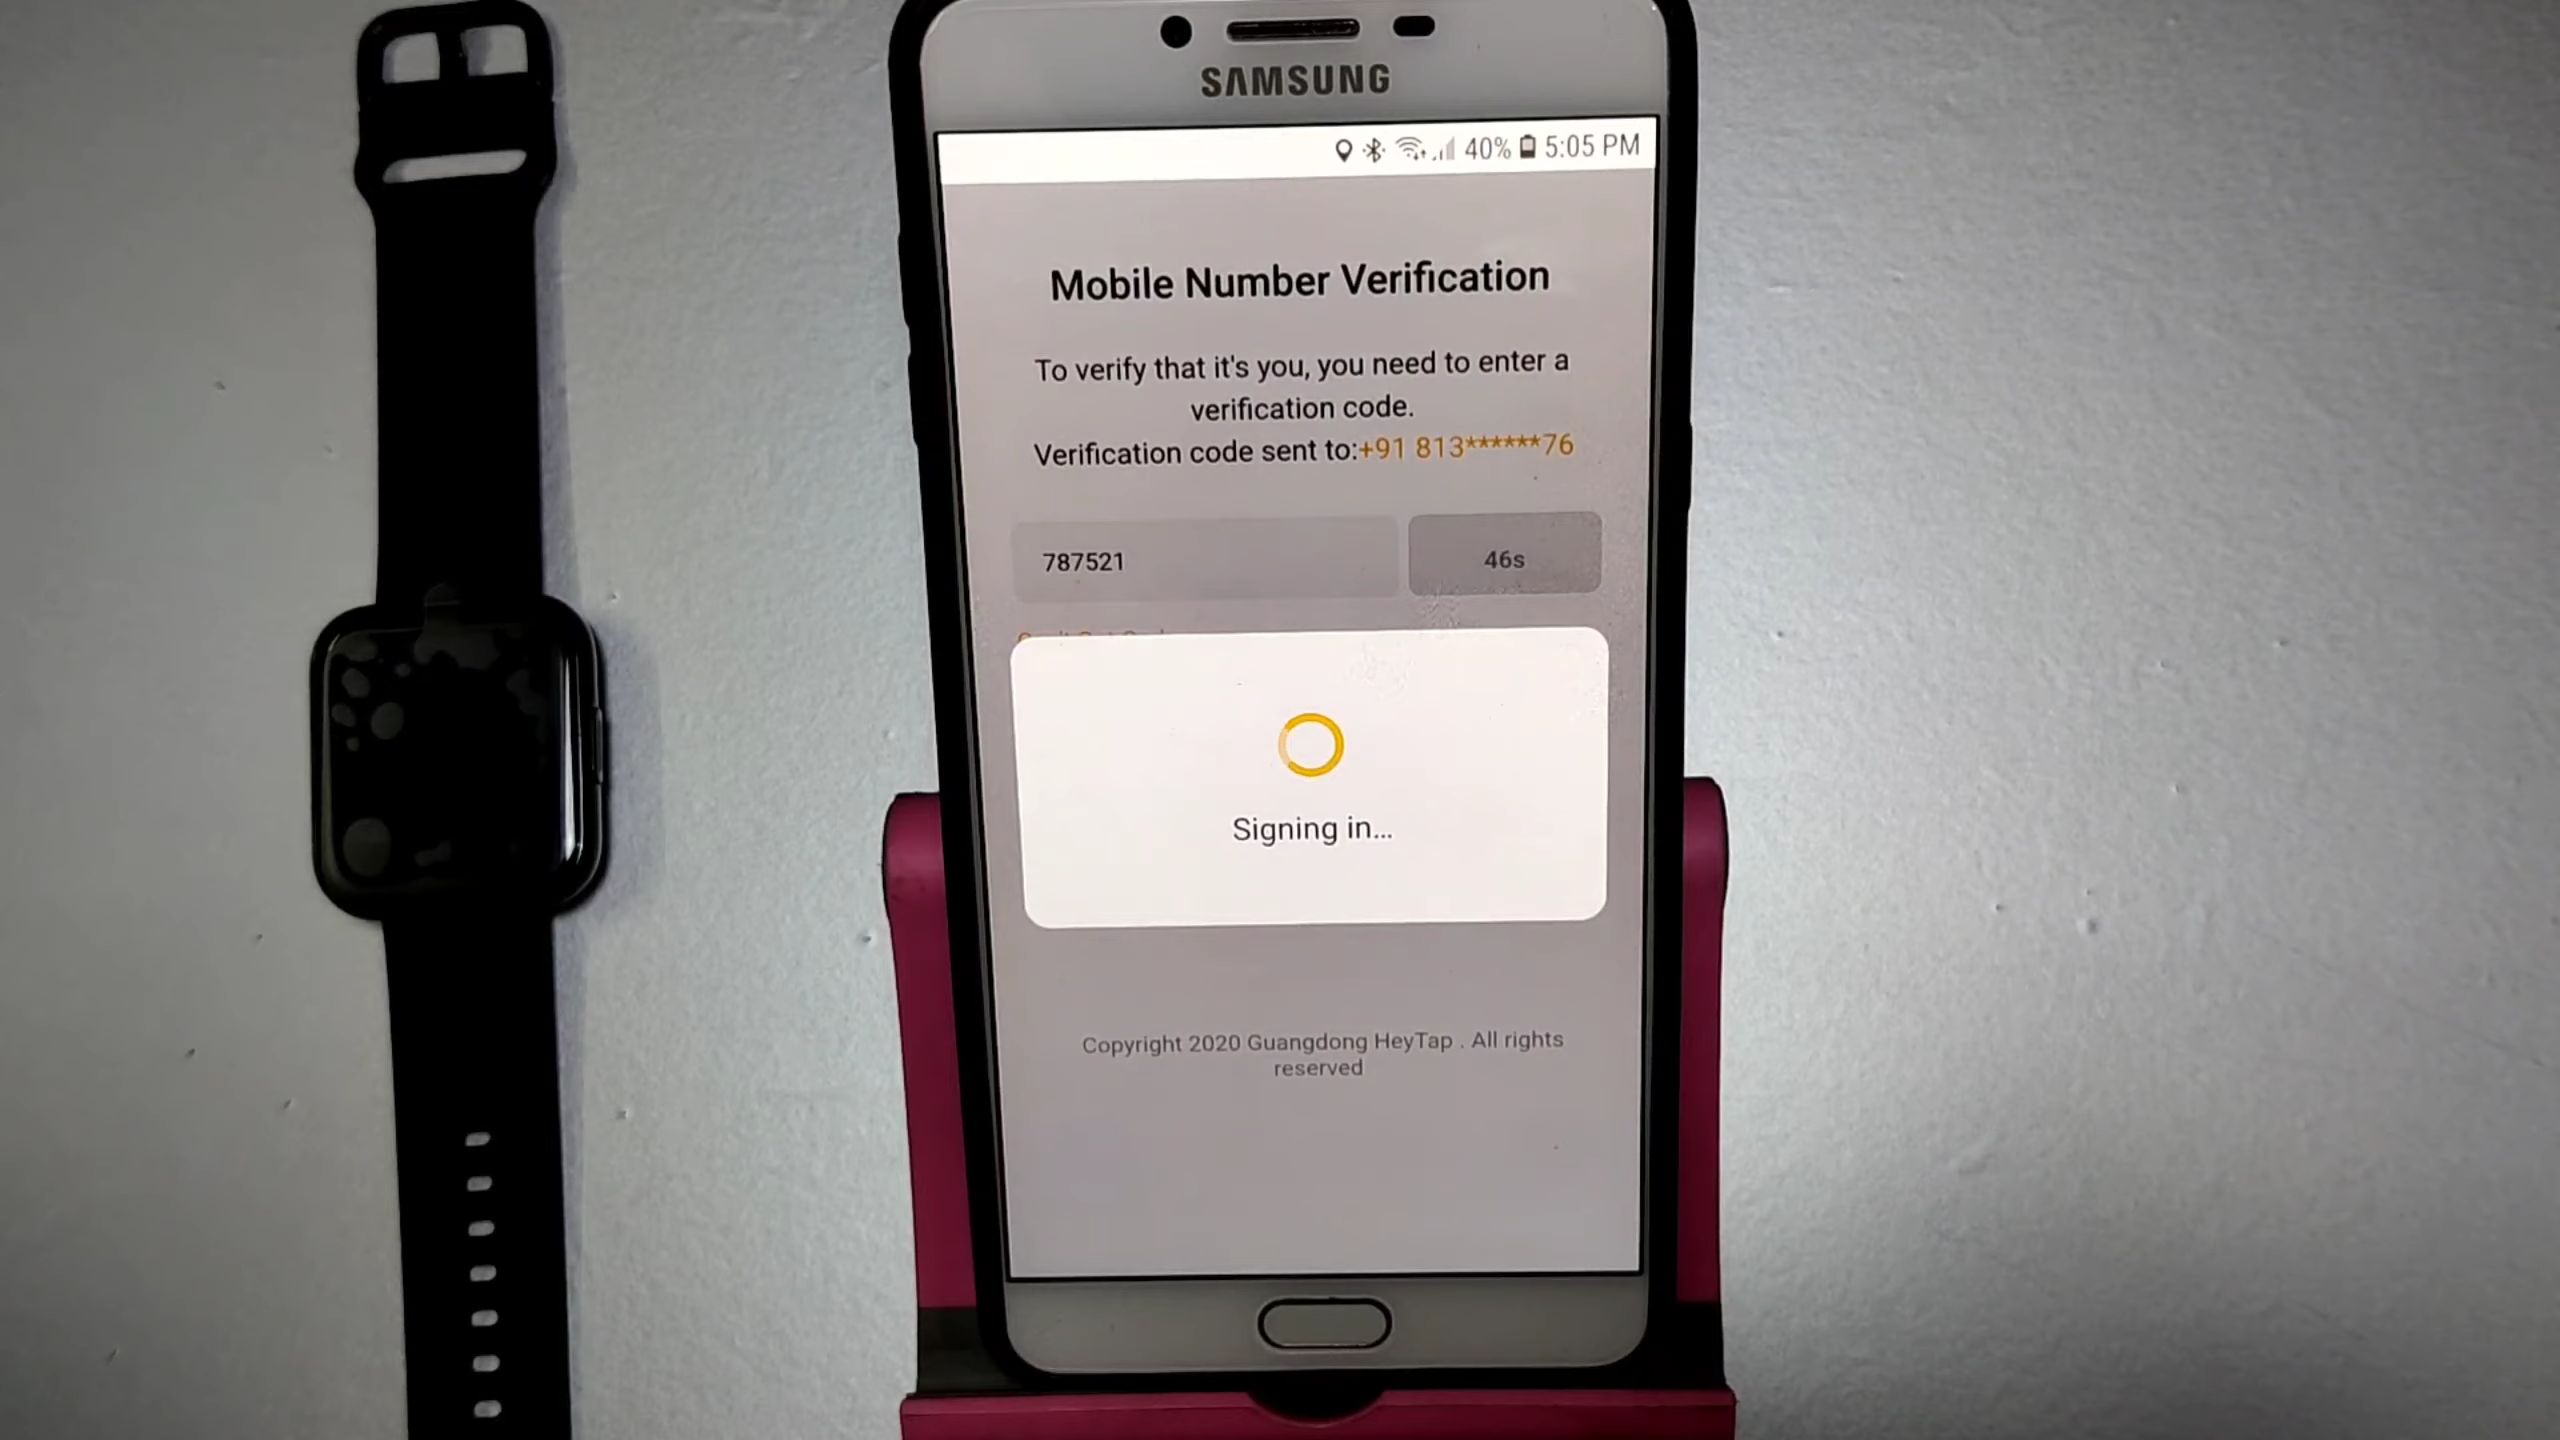 SAMSUNG
40% 5:05 PM
Mobile Number Verification
To verify that it's you, you need to enter a
verification code.
Verification code sent to:+91 813******76
787521
46s
Signing in...
Copyright 2020 Guangdong HeyTap . All rights
reserved